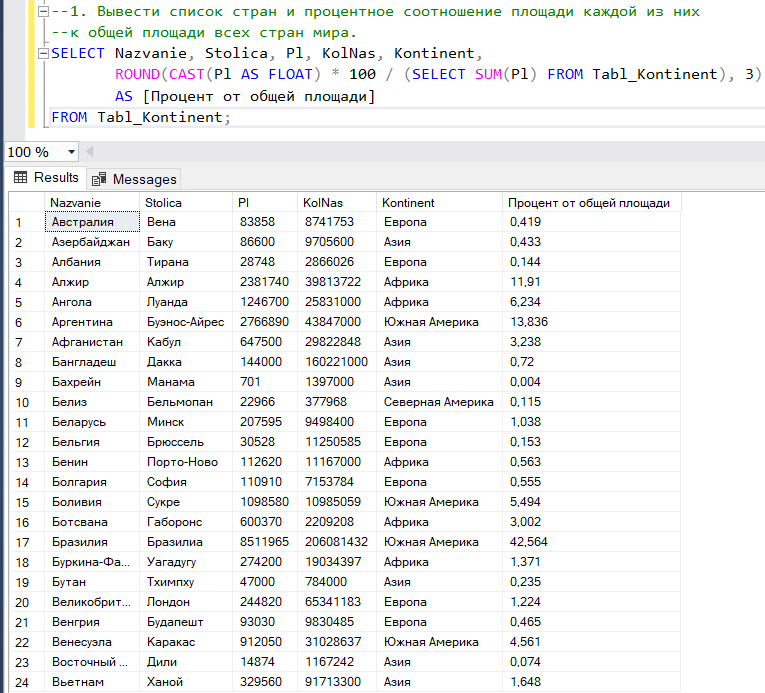 --1. Вывести список стран и процентное соотношение площади каждой из них
--к общей площади всех стран мира.
SELECT Nazvanie, Stolica, Pl, KolNas, Kontinent,
ROUND(CAST(Pl AS FLOAT) * 100 / (SELECT SUM(Pl) FROM Tabl_Kontinent), 3)
AS [Процент от общей площади]
FROM Tabl_Kontinent;
100 %
Results Messages
Nazvanie Stolica Pl KolNas Kontinent Процент от общей площади
1 Австралия Вена 83858 8741753 Европа 0,419
2 Азербайджан Баку 86600 9705600 Азия 0,433
3 Албания Тирана 28748 2866026 Европа 0,144
4 Алжир Алжир 2381740 39813722 Африка 11,91
5 Ангола Луанда 1246700 25831000 Африка 6,234
6 Аргентина Буэнос-Айрес 2766890 43847000 Южная Америка 13,836
7 Афганистан Кабул 647500 29822848 Азия 3,238
8 Бангладеш Дакка 144000 160221000 Азия 0,72
9 Бахрейн Манама 701 1397000 Азия 0,004
10 Белиз Бельмопан 22966 377968 Северная Америка 0,115
11 Беларусь Минск 207595 9498400 Европа 1,038
12 Бельгия Брюссель 30528 11250585 Европа 0,153
13 Бенин Порто-Ново 112620 11167000 Африка 0,563
14 Болгария София 110910 7153784 Европа 0,555
15 Боливия Сукре 1098580 10985059 Южная Америка 5,494
16 Ботсвана Габоронс 600370 2209208 Африка 3,002
17 Бразилия Бразилиа 8511965 206081432 Южная Америка 42,564
18 Буркина-Фа... Уагадугу 274200 19034397 Африка 1,371
19 Бутан Тхимпху 47000 784000 Азия 0,235
20 Великобрит... Лондон 244820 65341183 Европа 1,224
21 Венгрия Будапешт 93030 9830485 Европа 0,465
22 Венесуэла Каракас 912050 31028637 Южная Америка 4,561
23 Восточный ... Дили 14874 1167242 Азия 0,074
24 Вьетнам Ханой 329560 91713300 Азия 1,648